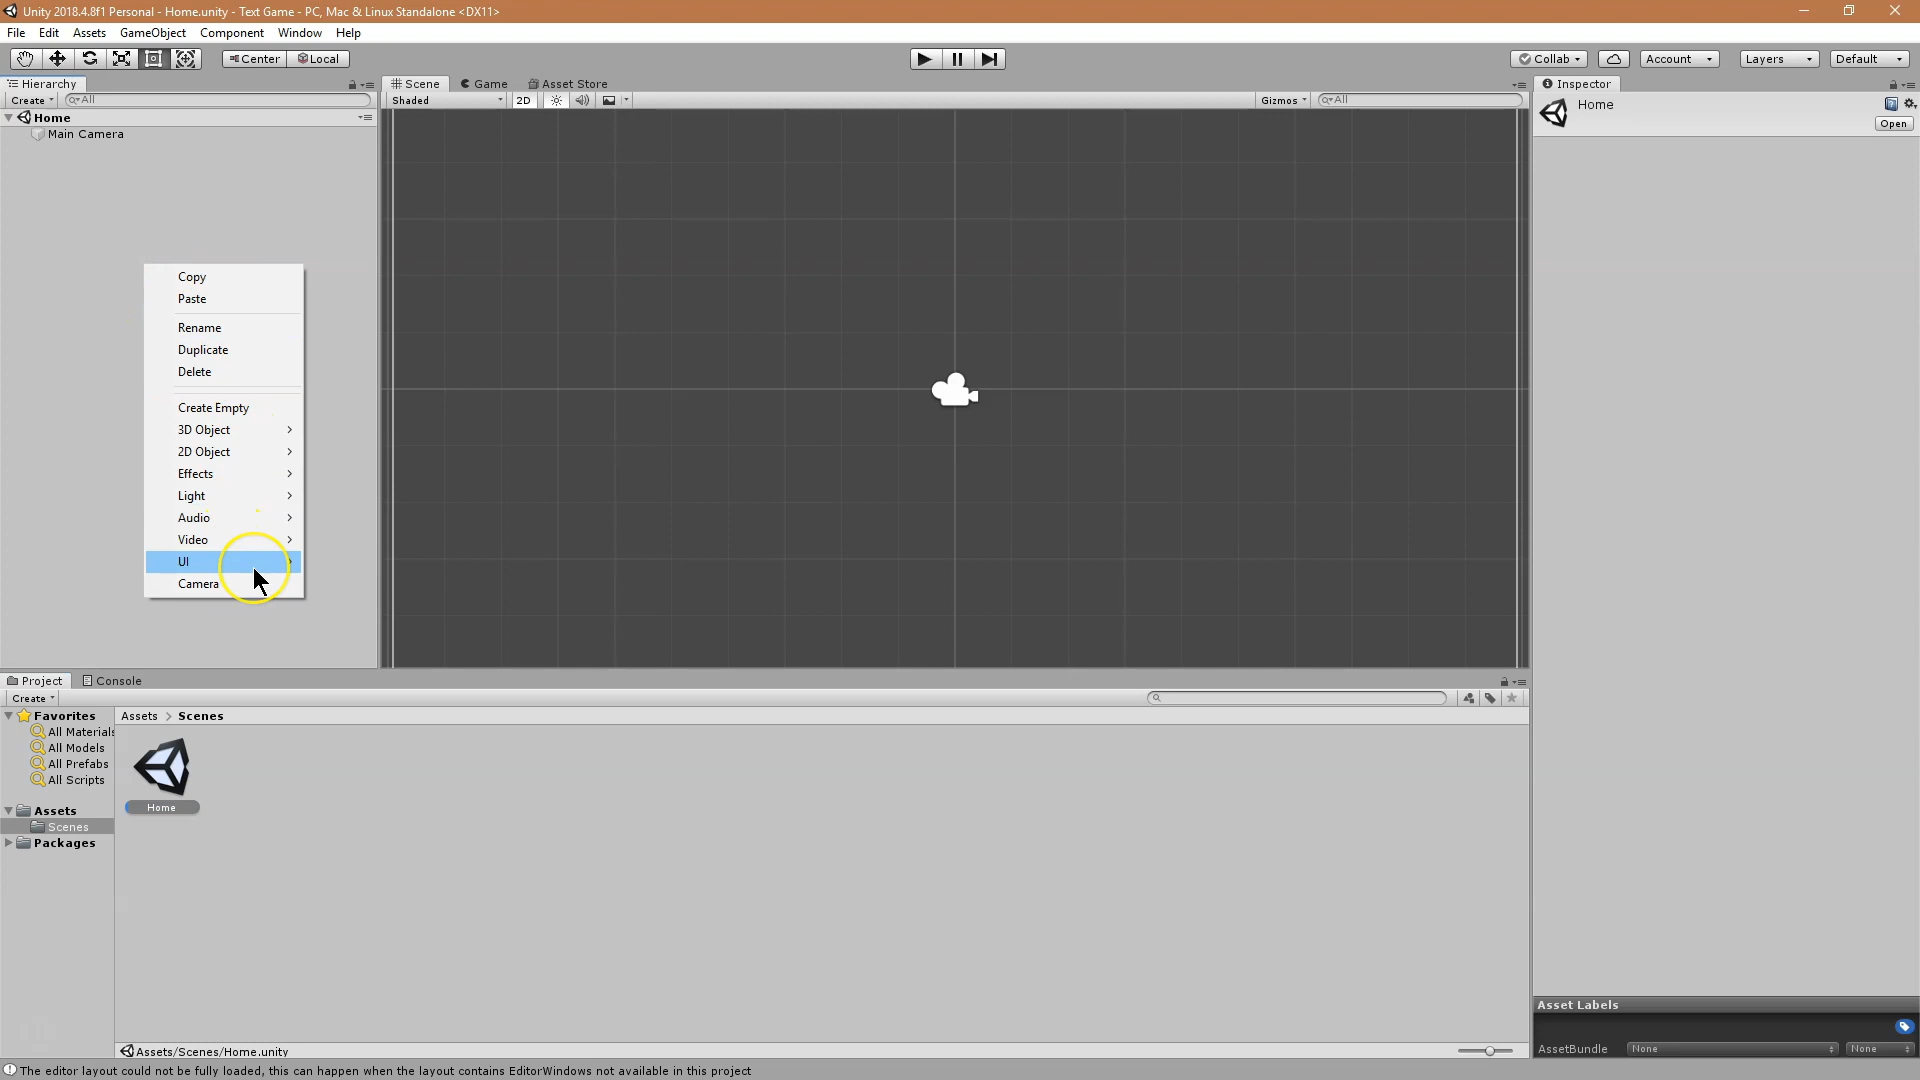 Unity 2018.4.8f1 Personal - Home.unity - Text Game - PC, Mac & Linux Standalone <DX11>
File Edit Assets GameObject Component Window Help
Center Local Collab Account Layers Default
Hierarchy
Create All
Home
Main Camera
Scene Game Asset Store
Shaded 2D Gizmos All
Inspector
Home
Open
Copy
Paste
Rename
Duplicate
Delete
Create Empty
3D Object
2D Object
Effects
Light
Audio
Video
UI
Camera
Project Console
Create
Favorites
All Materials
All Models
All Prefabs
All Scripts
Assets
Scenes
Packages
Assets > Scenes
Home
Assets/Scenes/Home.unity
Asset Labels
AssetBundle None None
The editor layout could not be fully loaded, this can happen when the layout contains EditorWindows not available in this project